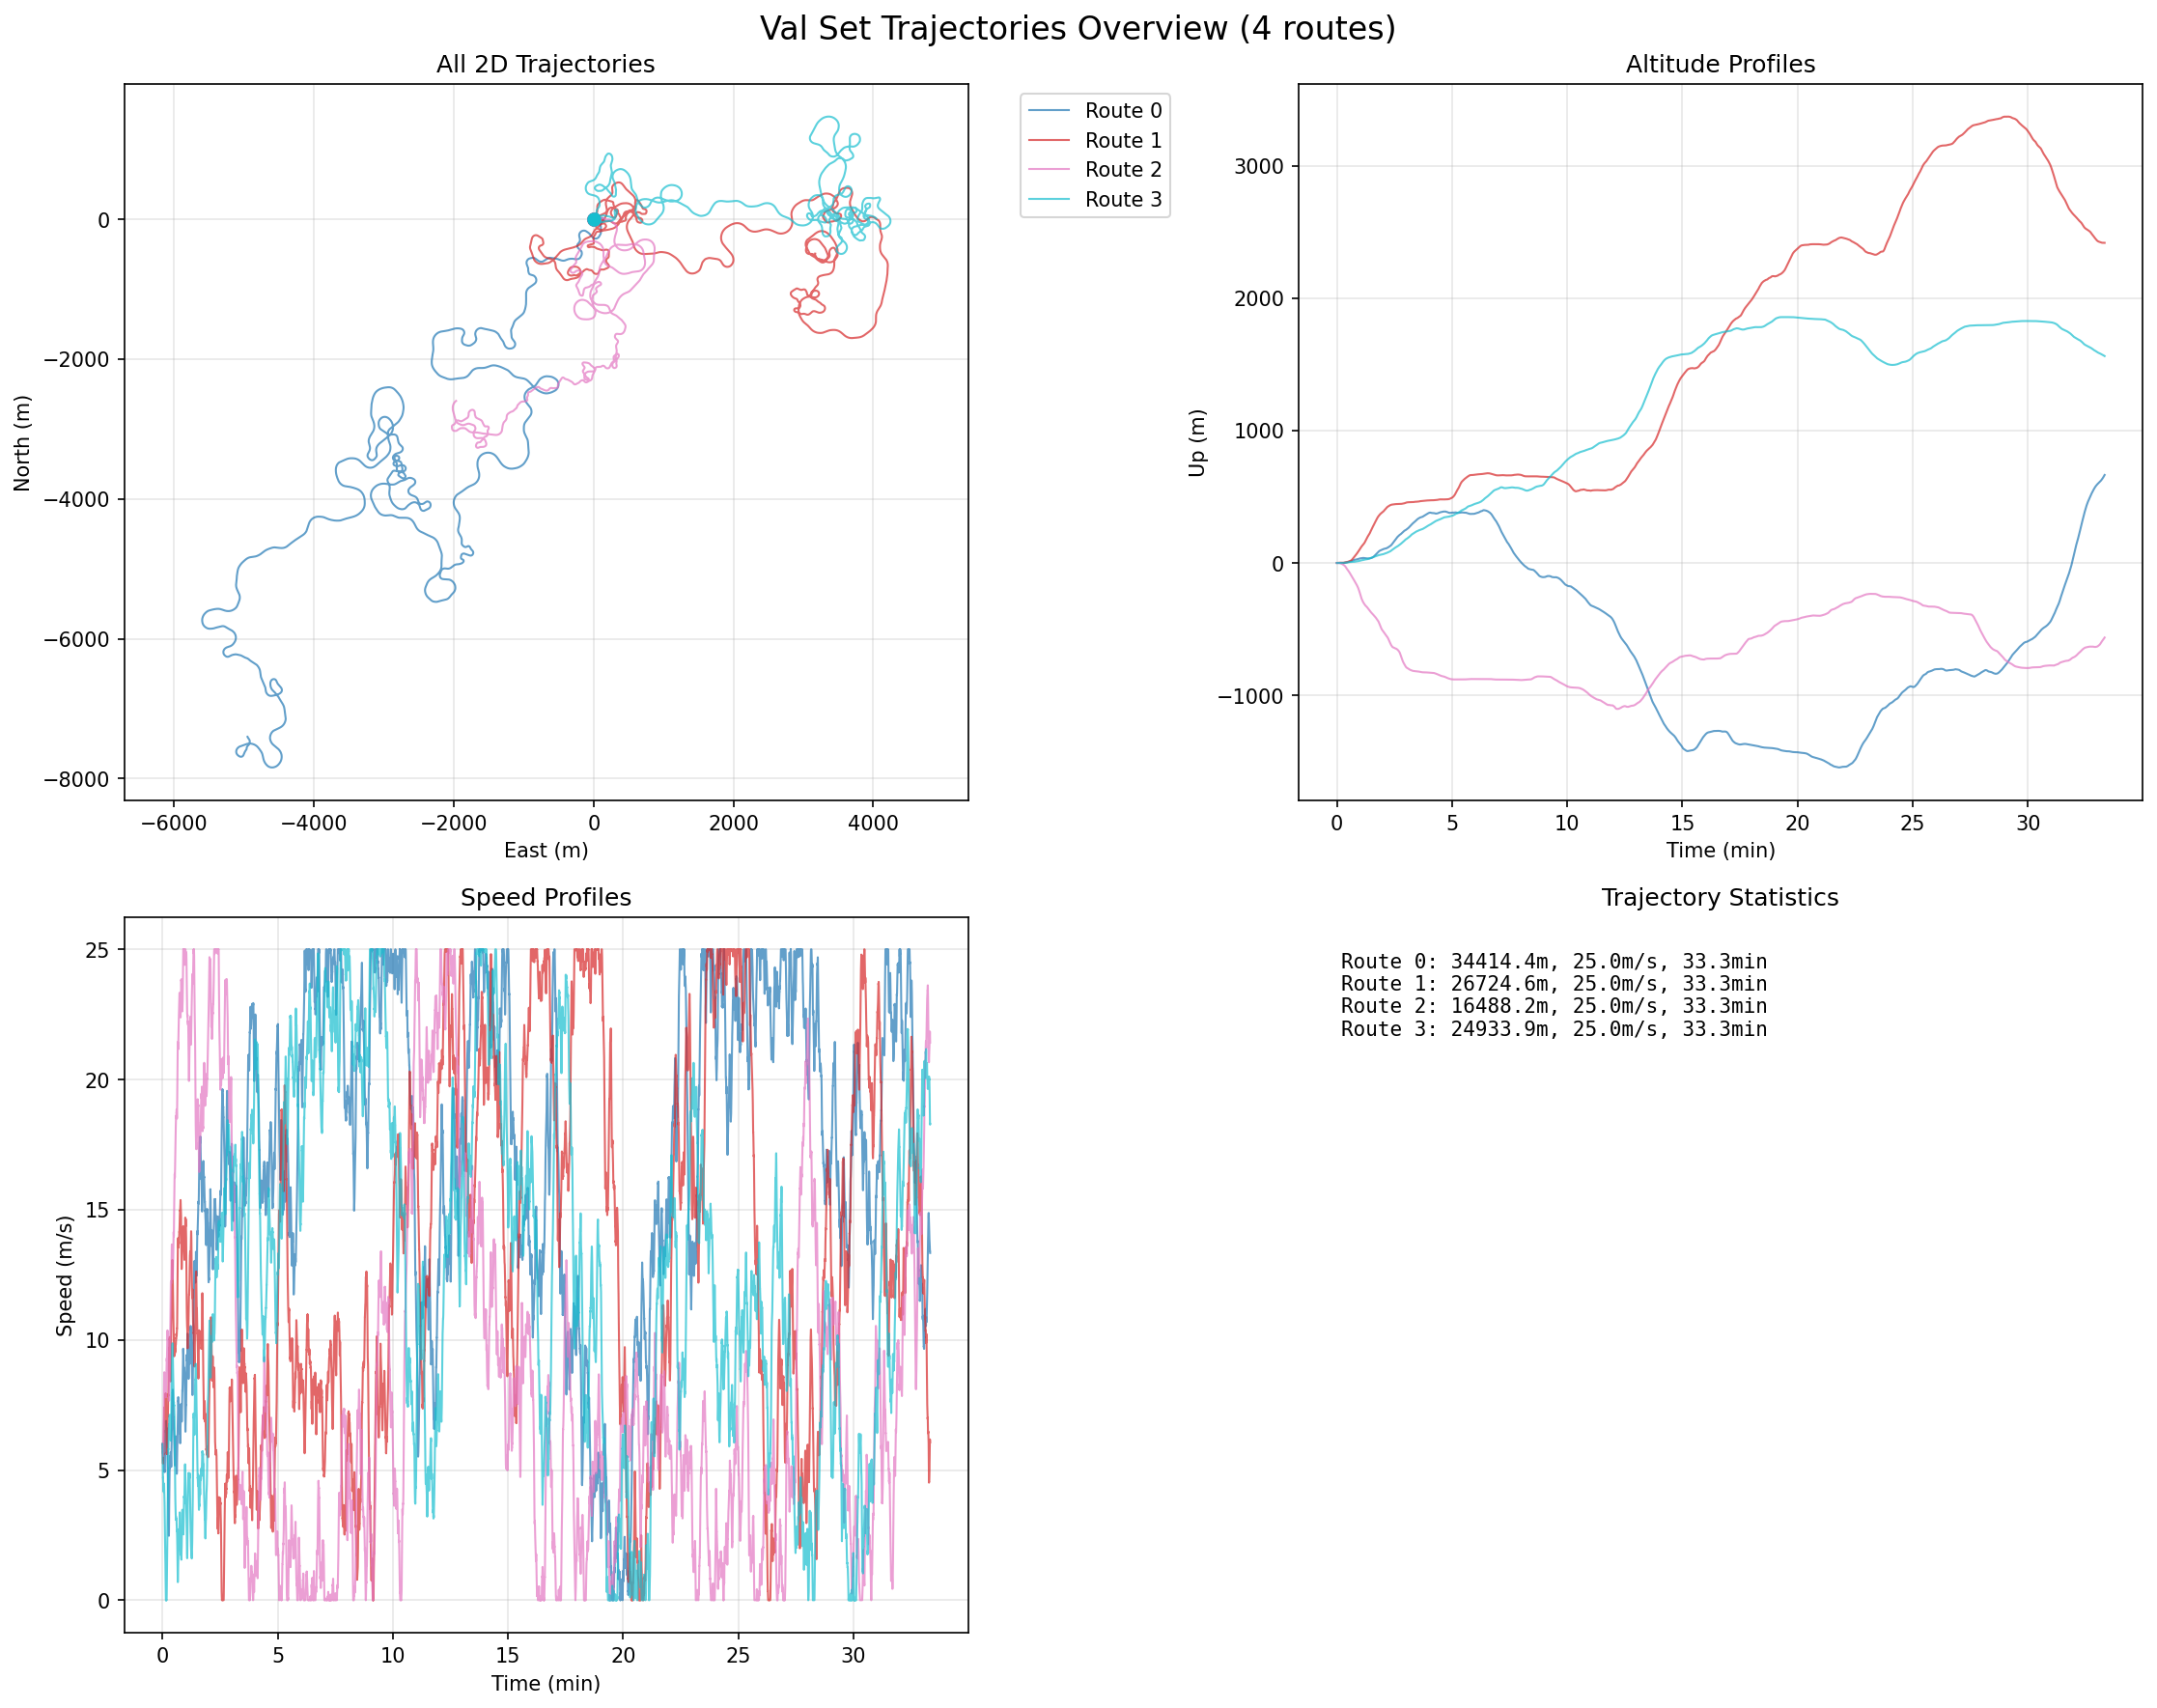 Val Set Trajectories Overview (4 routes)
All 2D Trajectories
North (m)
0
−2000
−4000
−6000
−8000
−6000
−4000
−2000
0
2000
4000
East (m)
Route 0
Route 1
Route 2
Route 3
Altitude Profiles
Up (m)
3000
2000
1000
0
−1000
0
5
10
15
20
25
30
Time (min)
Speed Profiles
Speed (m/s)
25
20
15
10
5
0
0
5
10
15
20
25
30
Time (min)
Trajectory Statistics
Route 0: 34414.4m, 25.0m/s, 33.3min
Route 1: 26724.6m, 25.0m/s, 33.3min
Route 2: 16488.2m, 25.0m/s, 33.3min
Route 3: 24933.9m, 25.0m/s, 33.3min